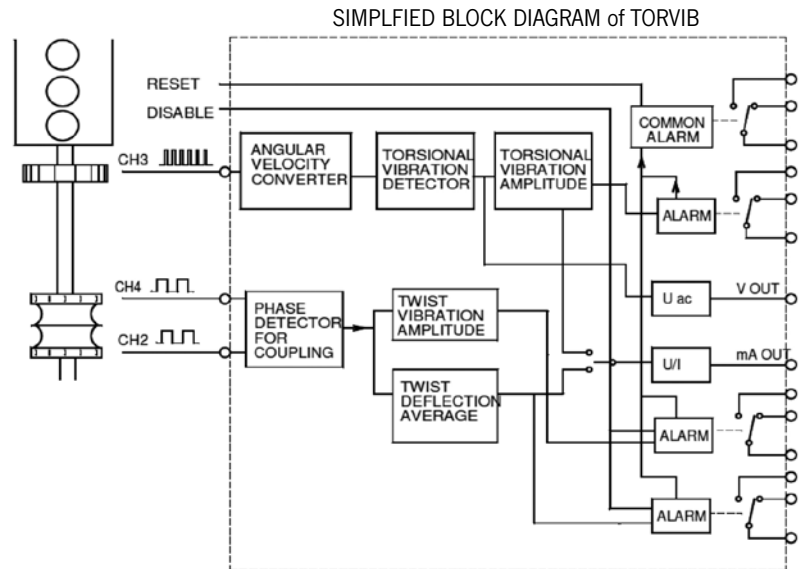 SIMPLFIED BLOCK DIAGRAM of TORVIB
RESET
DISABLE
COMMON
ALARM
CH3
ANGULAR
VELOCITY
CONVERTER
TORSIONAL
VIBRATION
DETECTOR
TORSIONAL
VIBRATION
AMPLITUDE
ALARM
CH4
CH2
PHASE
DETECTOR
FOR
COUPLING
TWIST
VIBRATION
AMPLITUDE
TWIST
DEFLECTION
AVERAGE
U ac
V OUT
U/I
mA OUT
ALARM
ALARM